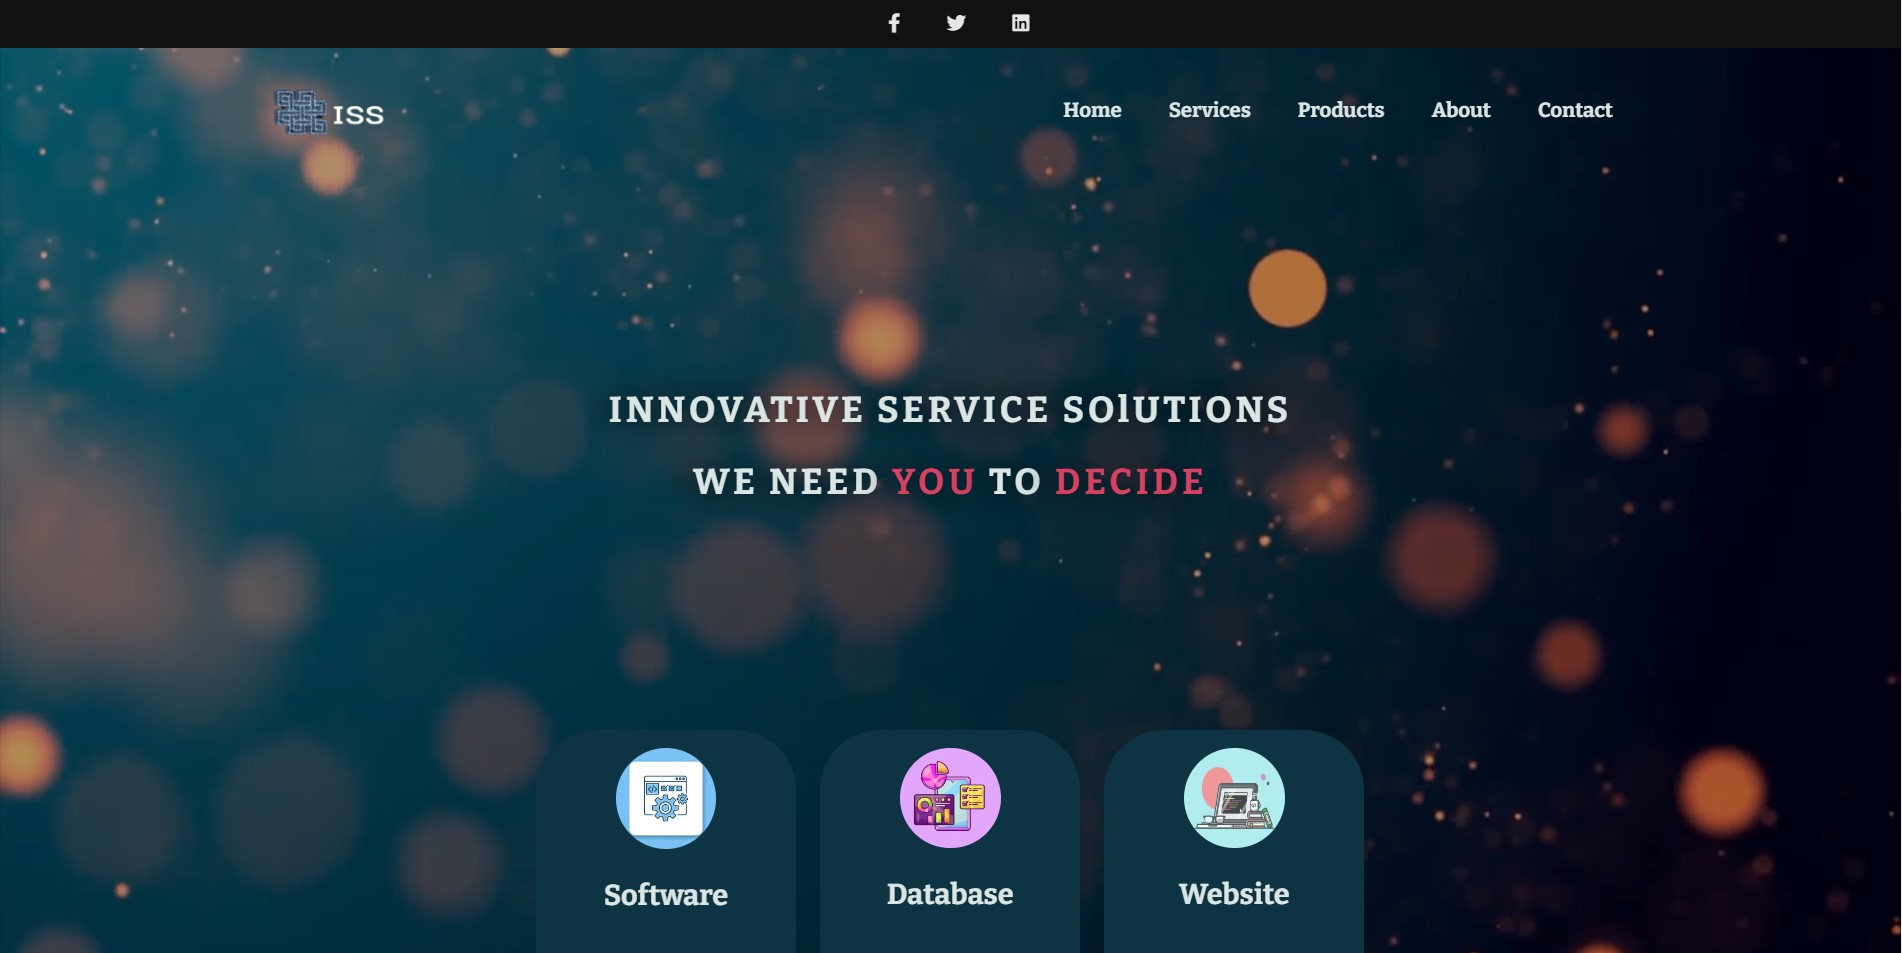 ISS
Home Services Products About Contact
INNOVATIVE SERVICE SOlUTIONS
WE NEED YOU TO DECIDE
Software Database Website